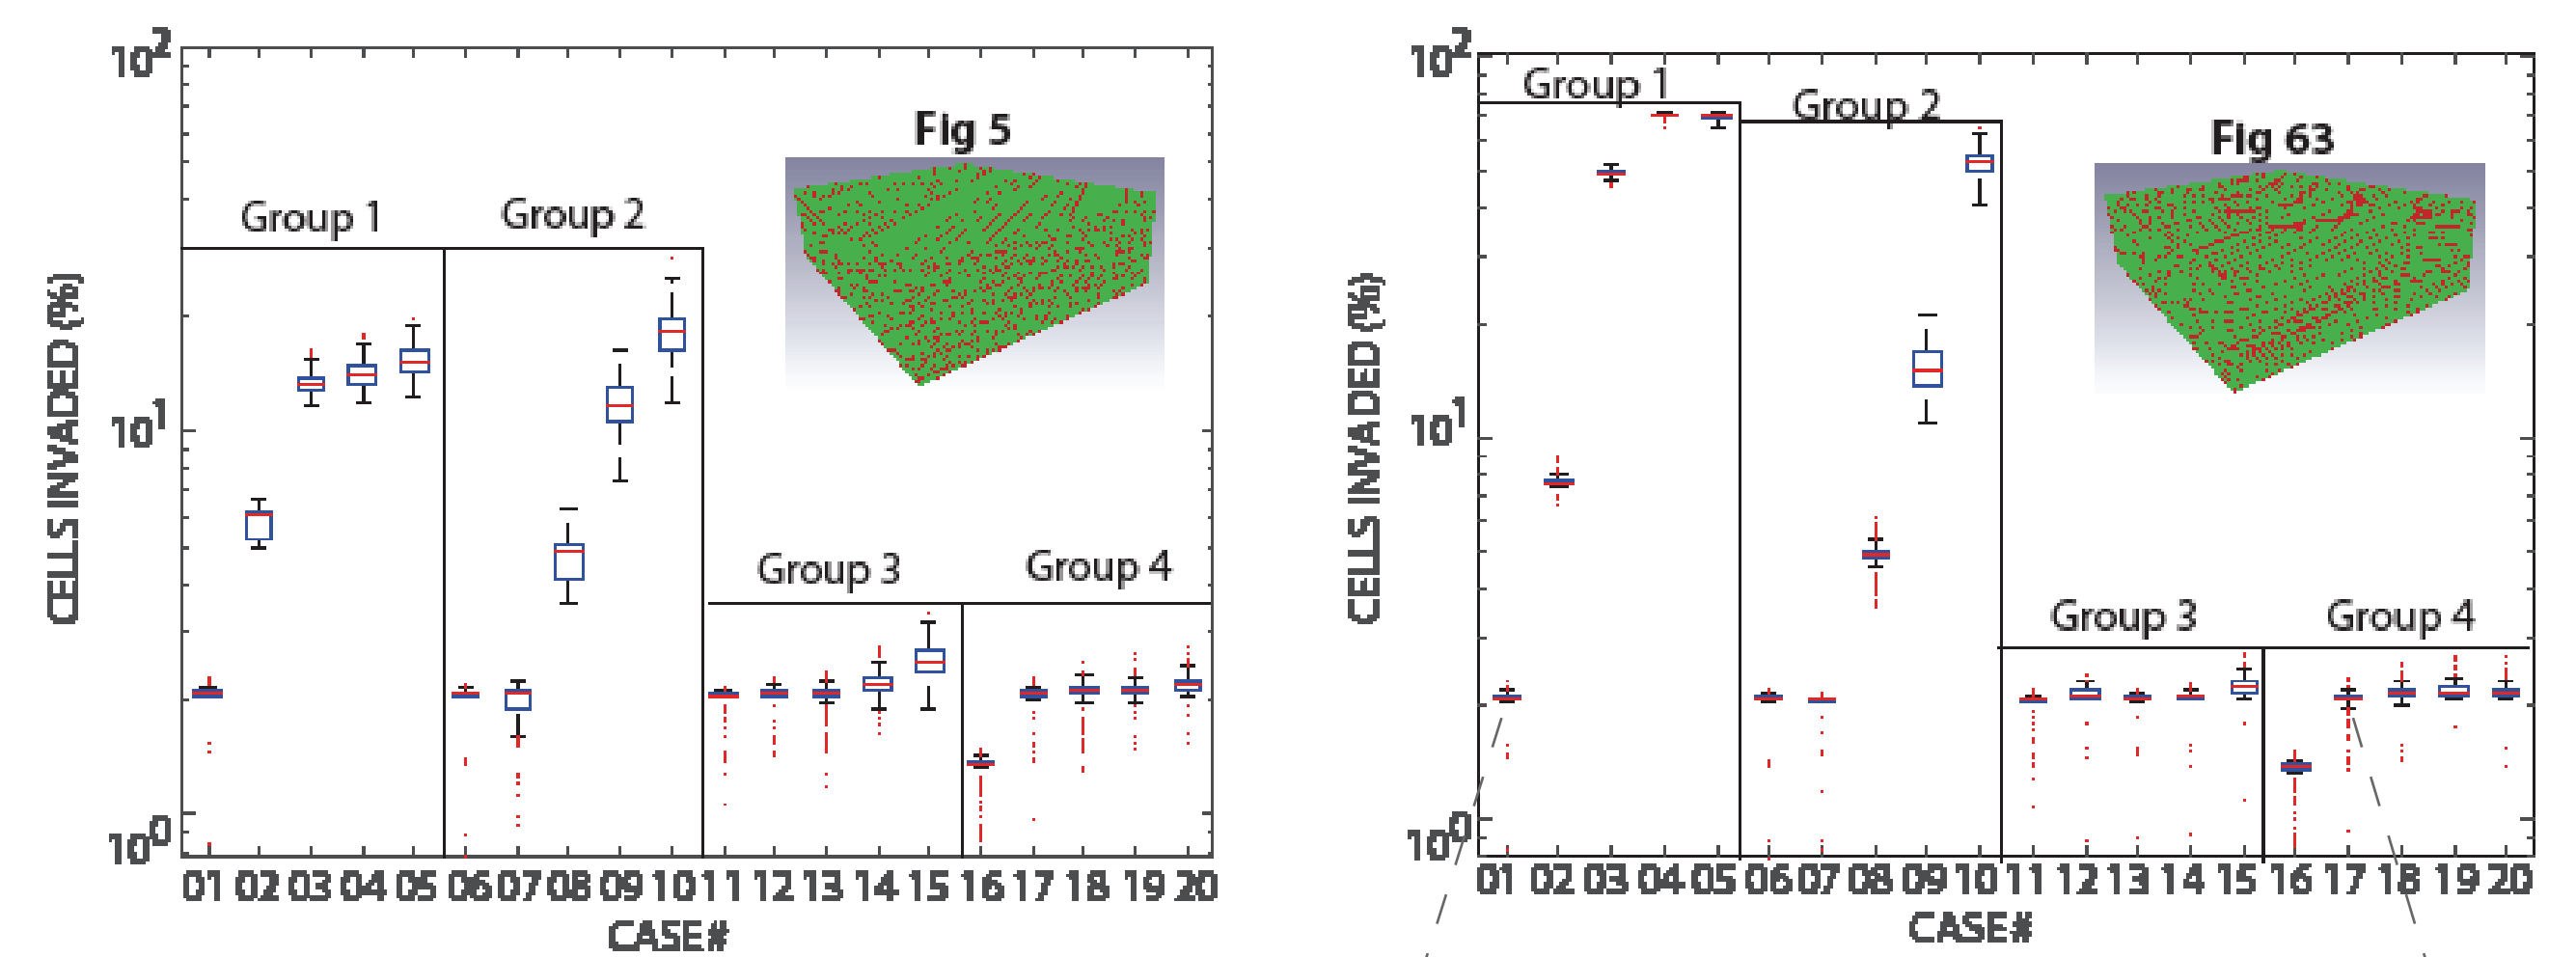 10²
Group 1
Group 2
Fig 5
10¹
CELLS INVADED (%)
Group 3
Group 4
10⁰
01 02 03 04 05 06 07 08 09 10 11 12 13 14 15 16 17 18 19 20
CASE#
10²
Group 1
Group 2
Fig 63
10¹
CELLS INVADED (%)
Group 3
Group 4
10⁰
01 02 03 04 05 06 07 08 09 10 11 12 13 14 15 16 17 18 19 20
CASE#